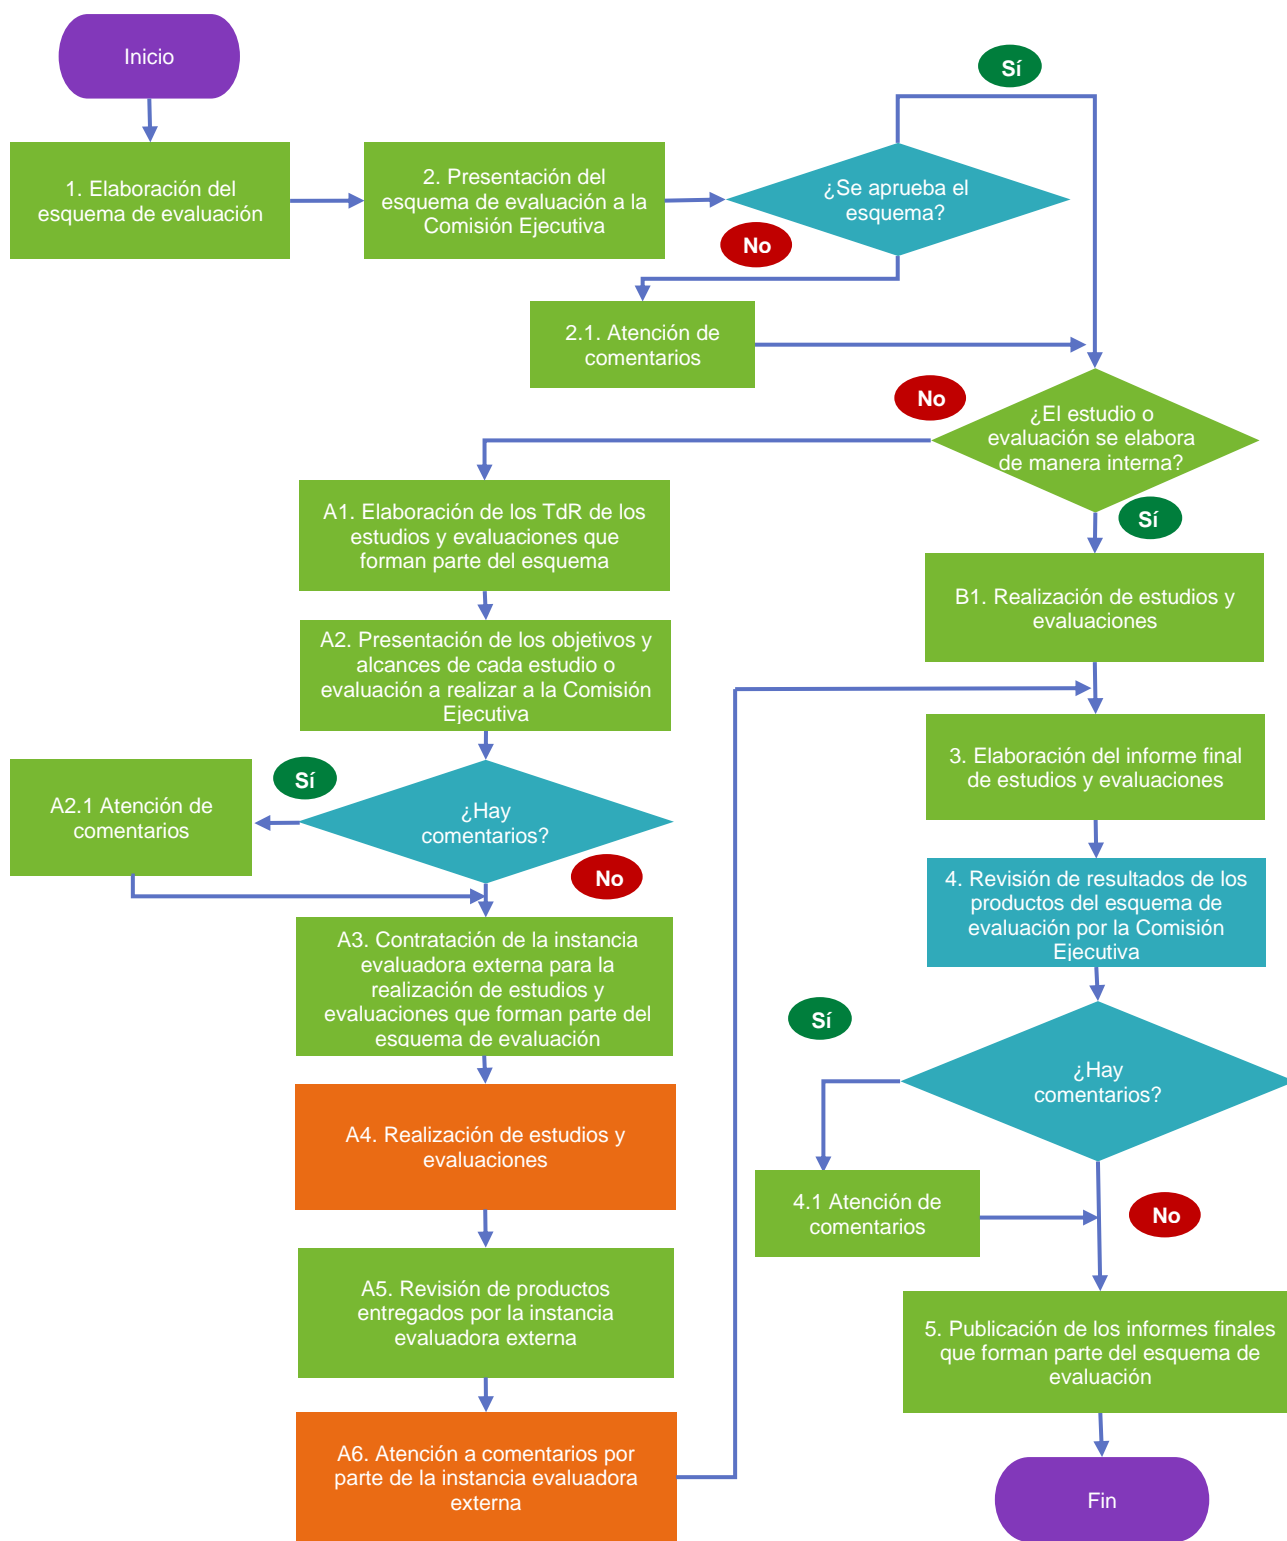 Inicio
Sí
1. Elaboración del
esquema de evaluación
2. Presentación del
esquema de evaluación a la
Comisión Ejecutiva
¿Se aprueba el
esquema?
No
2.1. Atención de
comentarios
No
¿El estudio o
evaluación se elabora
de manera interna?
Sí
A1. Elaboración de los TdR de los
estudios y evaluaciones que
forman parte del esquema
B1. Realización de estudios y
evaluaciones
A2. Presentación de los objetivos y
alcances de cada estudio o
evaluación a realizar a la Comisión
Ejecutiva
3. Elaboración del informe final
de estudios y evaluaciones
Sí
A2.1 Atención de
comentarios
¿Hay
comentarios?
No
4. Revisión de resultados de los
productos del esquema de
evaluación por la Comisión
Ejecutiva
A3. Contratación de la instancia
evaluadora externa para la
realización de estudios y
evaluaciones que forman parte del
esquema de evaluación
Sí
¿Hay
comentarios?
A4. Realización de estudios y
evaluaciones
4.1 Atención de
comentarios
No
A5. Revisión de productos
entregados por la instancia
evaluadora externa
5. Publicación de los informes finales
que forman parte del esquema de
evaluación
A6. Atención a comentarios por
parte de la instancia evaluadora
externa
Fin